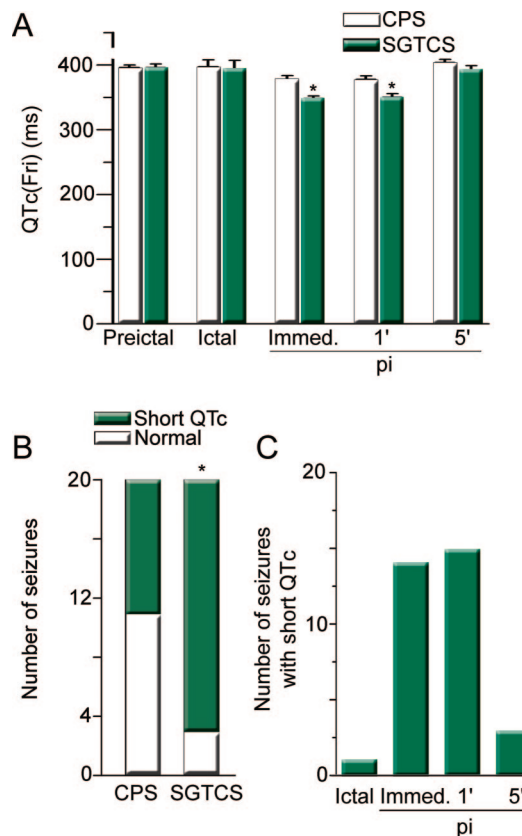 A
CPS
SGTCS
QTc(Fri) (ms)
400
300
200
100
0
* *
Preictal Ictal Immed. 1' 5'
pi
B
Short QTc
Normal
*
Number of seizures
20
12
4
0
CPS SGTCS
C
Number of seizures
with short QTc
20
10
0
Ictal Immed. 1' 5'
pi